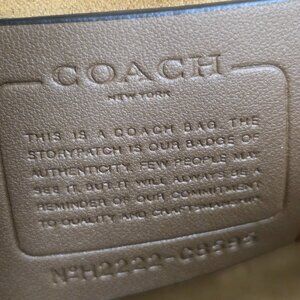 COACH
NEW YORK
THIS IS A COACH BAG. THE
STORYPATCH IS OUR BADGE OF
AUTHENTICITY. FEW PEOPLE MAY
SEE IT, BUT IT WILL ALWAYS BE A
REMINDER OF OUR COMMITMENT
TO QUALITY AND CRAFTSMANSHIP.